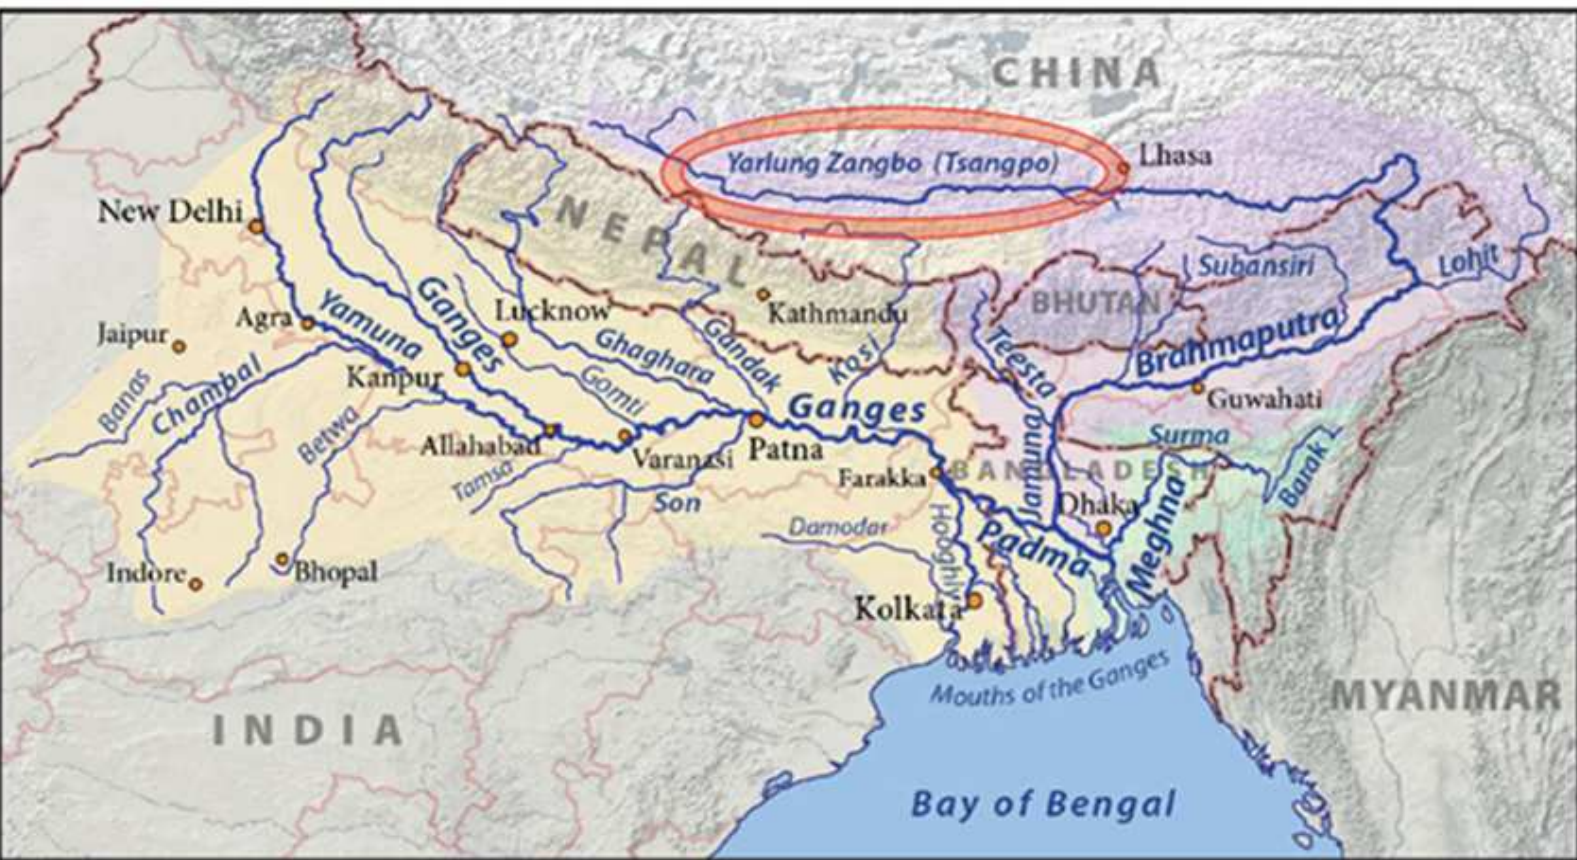 CHINA
Yarlung Zangbo (Tsangpo)
Lhasa
New Delhi
NEPAL
Subansiri
Lohit
BHUTAN
Kathmandu
Agra
Yamuna
Ganges
Lucknow
Jaipur
Ghaghara
Gandak
Kosi
Teesta
Brahmaputra
Banas
Chambal
Kanpur
Gomti
Ganges
Guwahati
Betwa
Allahabad
Varanasi
Patna
Jamuna
Surma
Tamsa
Son
Farakka
BANGLADESH
Barak
Dhaka
Damodar
Hooghly
Padma
Meghna
Indore
Bhopal
Kolkata
Mouths of the Ganges
INDIA
MYANMAR
Bay of Bengal